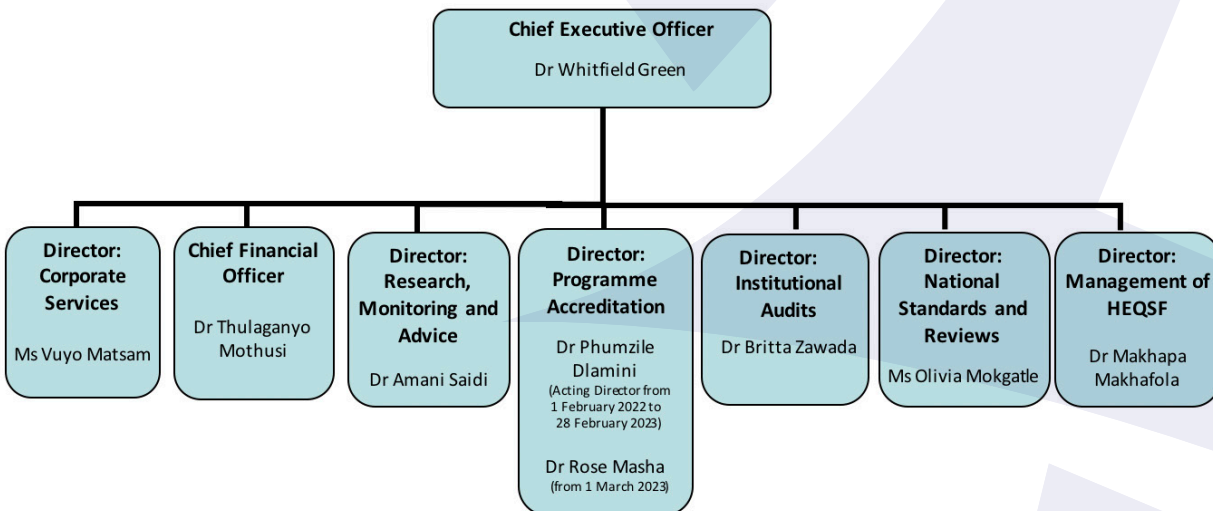 Chief Executive Officer
Dr Whitfield Green
Director:
Corporate
Services
Ms Vuyo Matsam
Chief Financial
Officer
Dr Thulaganyo
Mothusi
Director:
Research,
Monitoring and
Advice
Dr Amani Saidi
Director:
Programme
Accreditation
Dr Phumzile
Dlamini
(Acting Director from
1 February 2022 to
28 February 2023)
Dr Rose Masha
(from 1 March 2023)
Director:
Institutional
Audits
Dr Britta Zawada
Director:
National
Standards and
Reviews
Ms Olivia Mokgatle
Director:
Management of
HEQSF
Dr Makhapa
Makhafola